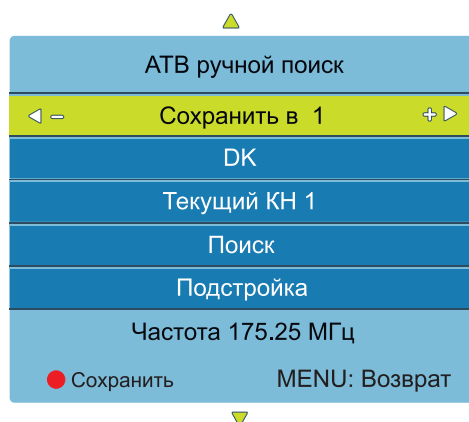 АТВ ручной поиск
Сохранить в 1
DK
Текущий КН 1
Поиск
Подстройка
Частота 175.25 МГц
Сохранить MENU: Возврат